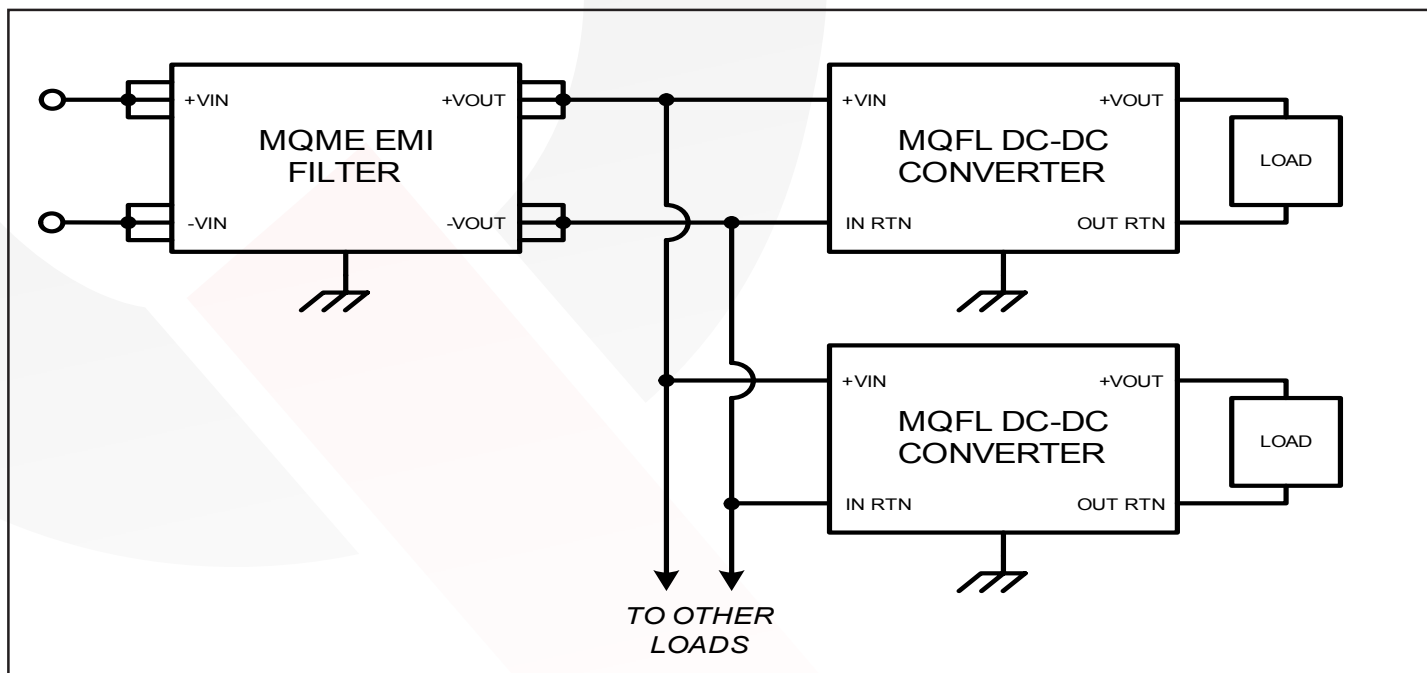 +VIN
+VOUT
MQME EMI
FILTER
-VIN
-VOUT
+VIN
+VOUT
MQFL DC-DC
CONVERTER
IN RTN
OUT RTN
LOAD
+VIN
+VOUT
MQFL DC-DC
CONVERTER
IN RTN
OUT RTN
LOAD
TO OTHER
LOADS